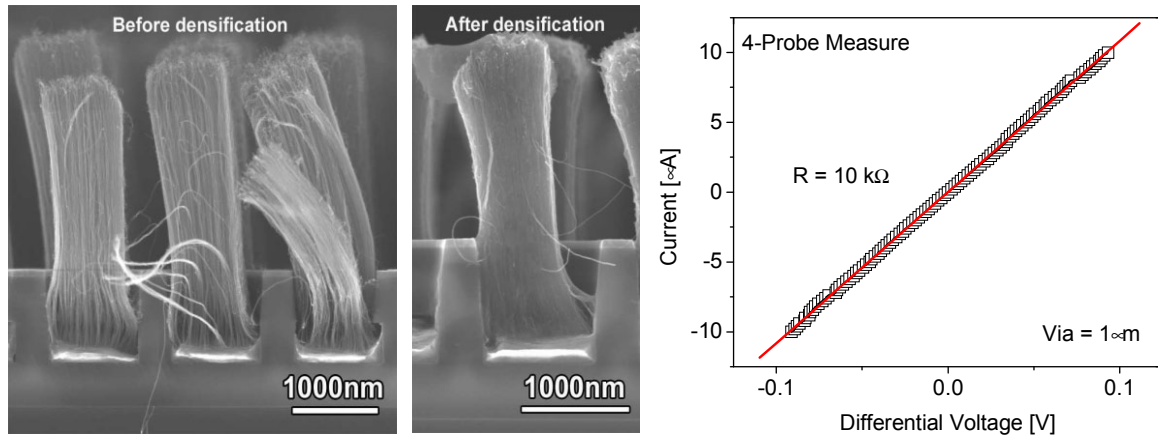 Before densification
1000nm
After densification
1000nm
4-Probe Measure
R = 10 kΩ
Via = 1∝m
Current [∝A]
10
5
0
-5
-10
-0.1
0.0
0.1
Differential Voltage [V]